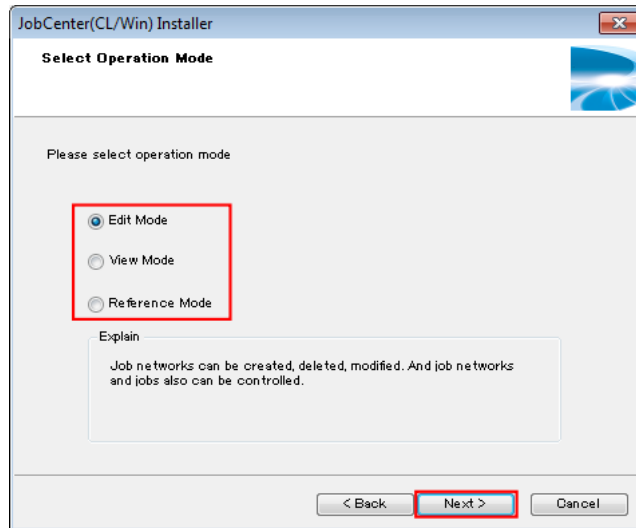 JobCenter(CL/Win) Installer
Select Operation Mode
Please select operation mode
Edit Mode
View Mode
Reference Mode
Explain
Job networks can be created, deleted, modified. And job networks
and jobs also can be controlled.
< Back Next > Cancel